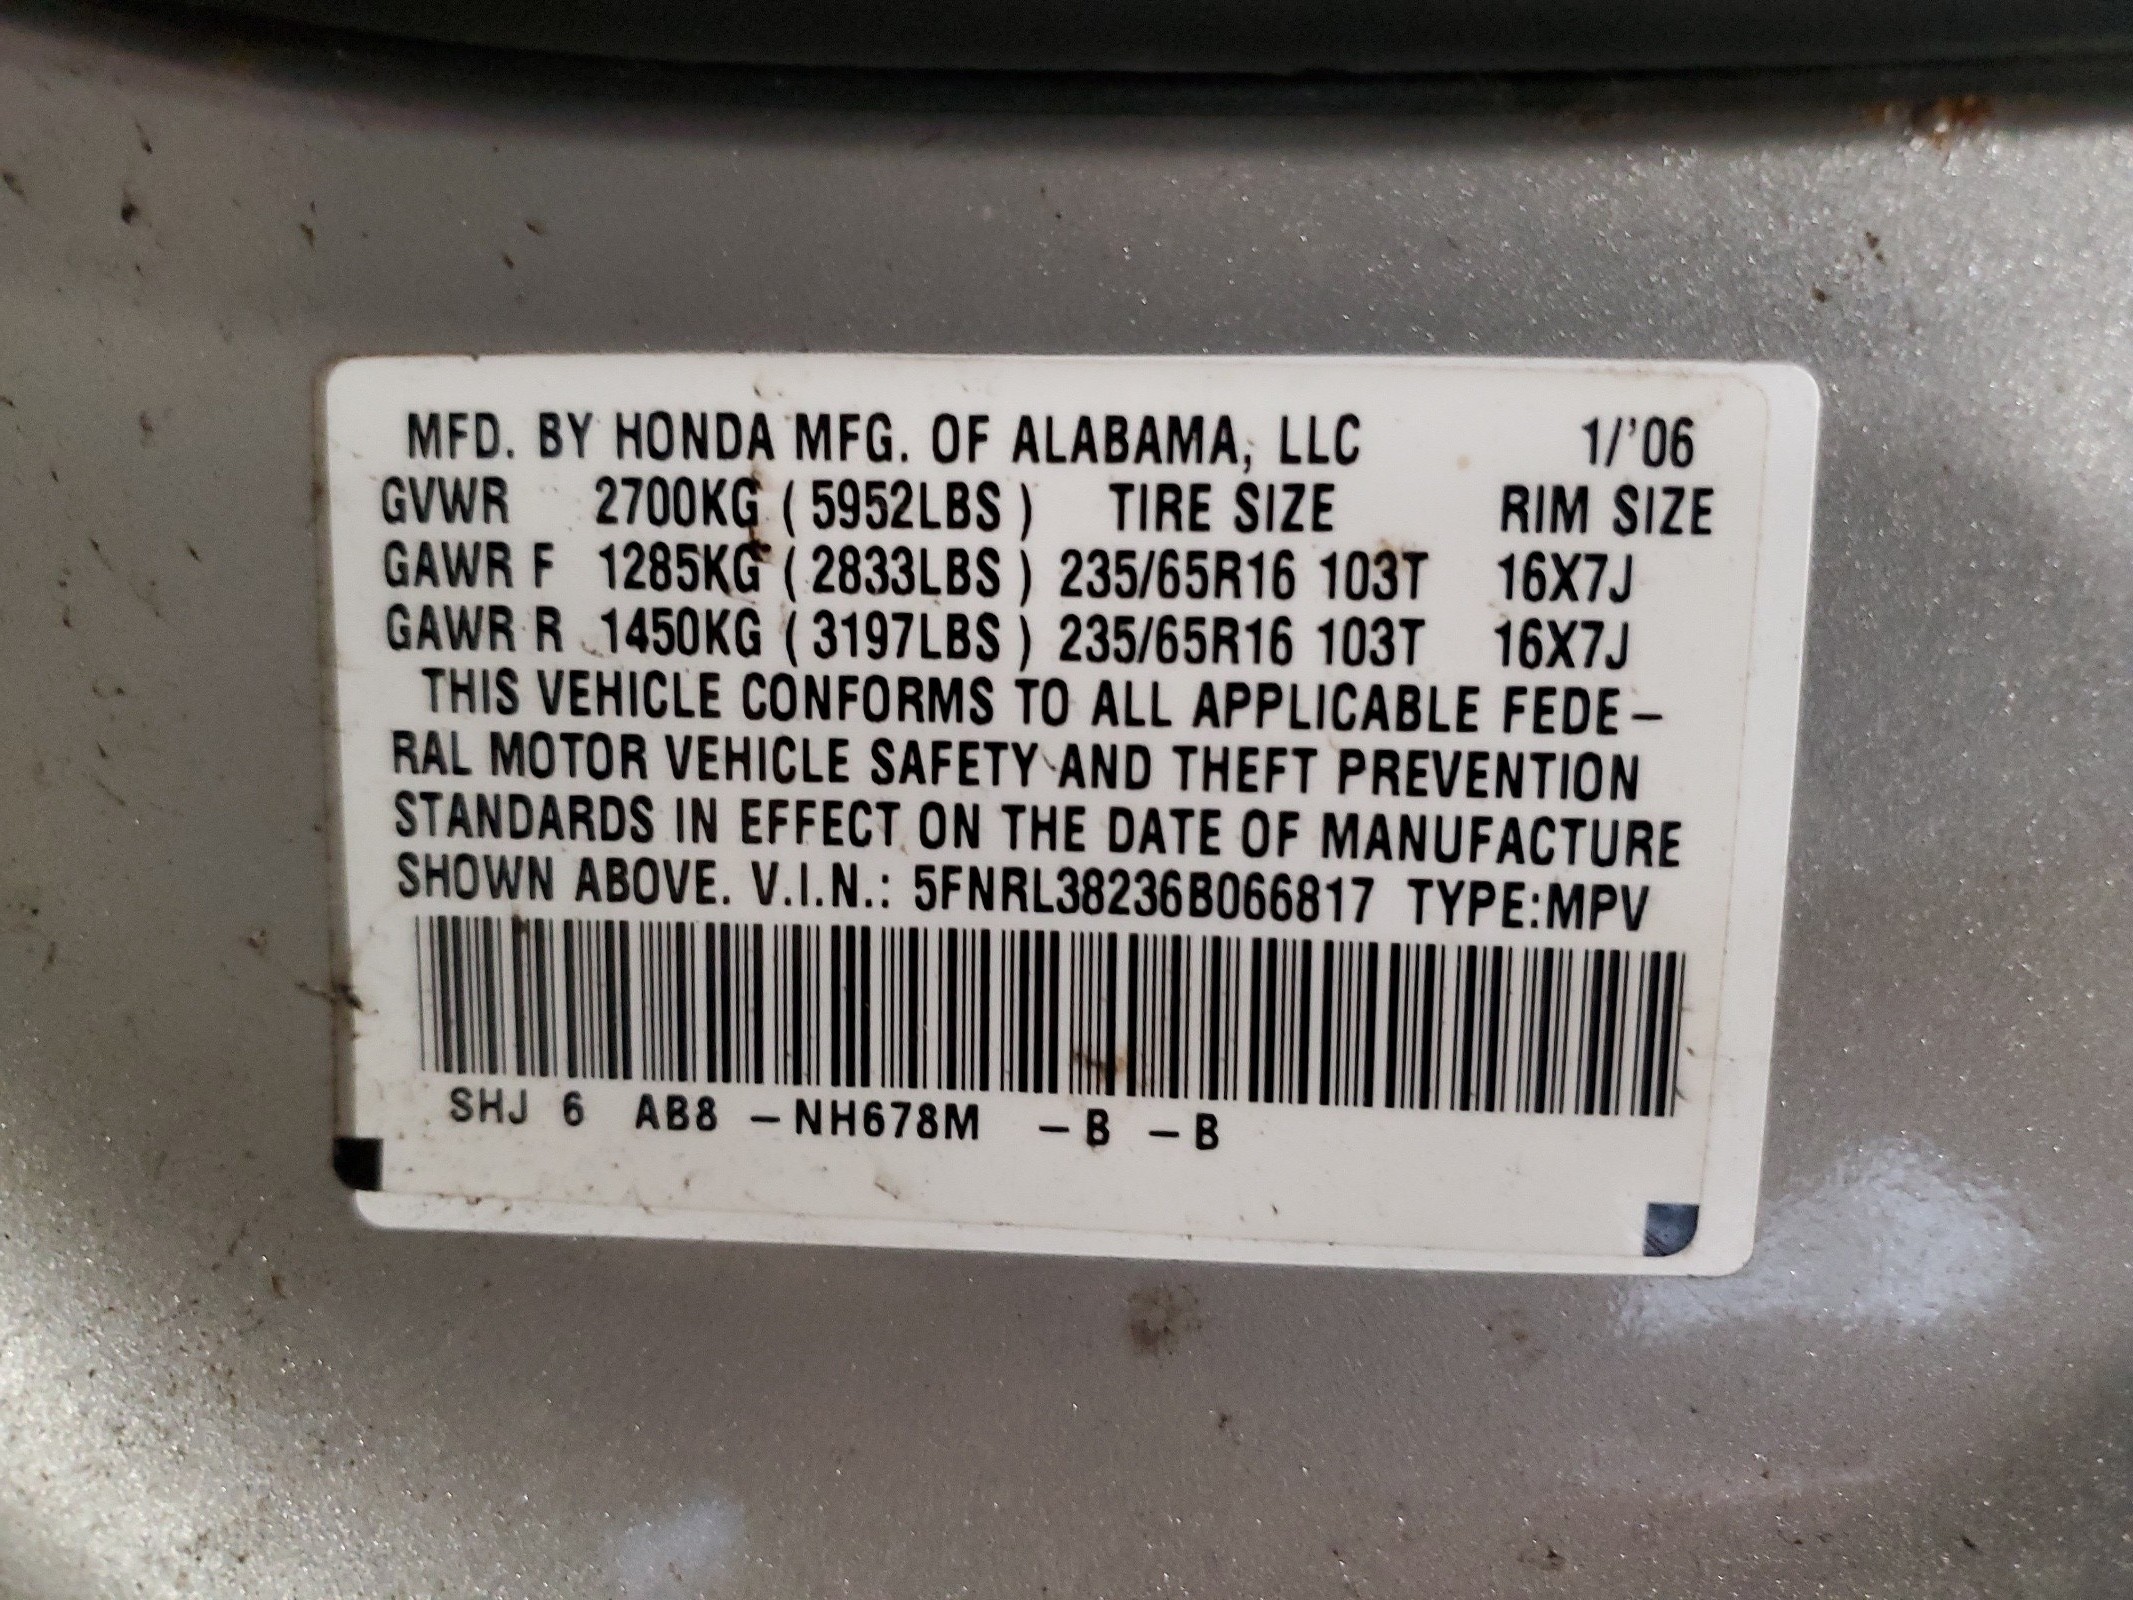 MFD. BY HONDA MFG. OF ALABAMA, LLC 1/'06
GVWR 2700KG ( 5952LBS ) TIRE SIZE RIM SIZE
GAWR F 1285KG ( 2833LBS ) 235/65R16 103T 16X7J
GAWR R 1450KG ( 3197LBS ) 235/65R16 103T 16X7J
THIS VEHICLE CONFORMS TO ALL APPLICABLE FEDE-
RAL MOTOR VEHICLE SAFETY AND THEFT PREVENTION
STANDARDS IN EFFECT ON THE DATE OF MANUFACTURE
SHOWN ABOVE. V.I.N.: 5FNRL38236B066817 TYPE:MPV
SHJ 6 AB8 -NH678M -B -B